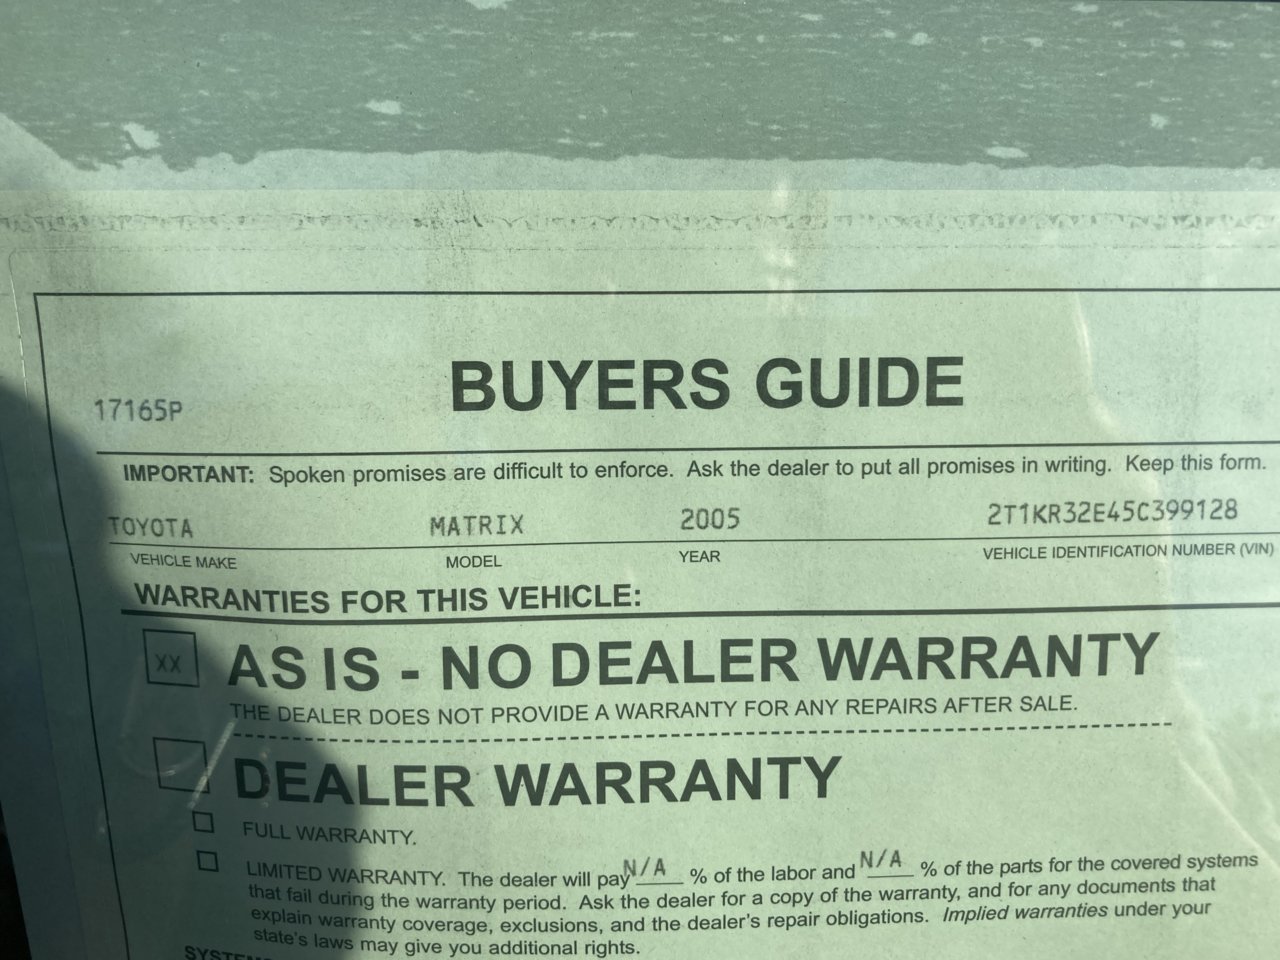 BUYERS GUIDE
17165P
IMPORTANT: Spoken promises are difficult to enforce. Ask the dealer to put all promises in writing. Keep this form.
TOYOTA MATRIX 2005 2T1KR32E45C399128
VEHICLE MAKE MODEL YEAR VEHICLE IDENTIFICATION NUMBER (VIN)
WARRANTIES FOR THIS VEHICLE:
XX AS IS - NO DEALER WARRANTY
THE DEALER DOES NOT PROVIDE A WARRANTY FOR ANY REPAIRS AFTER SALE.
DEALER WARRANTY
FULL WARRANTY.
LIMITED WARRANTY. The dealer will pay N/A % of the labor and N/A % of the parts for the covered systems
that fail during the warranty period. Ask the dealer for a copy of the warranty, and for any documents that
explain warranty coverage, exclusions, and the dealer's repair obligations. Implied warranties under your
state's laws may give you additional rights.